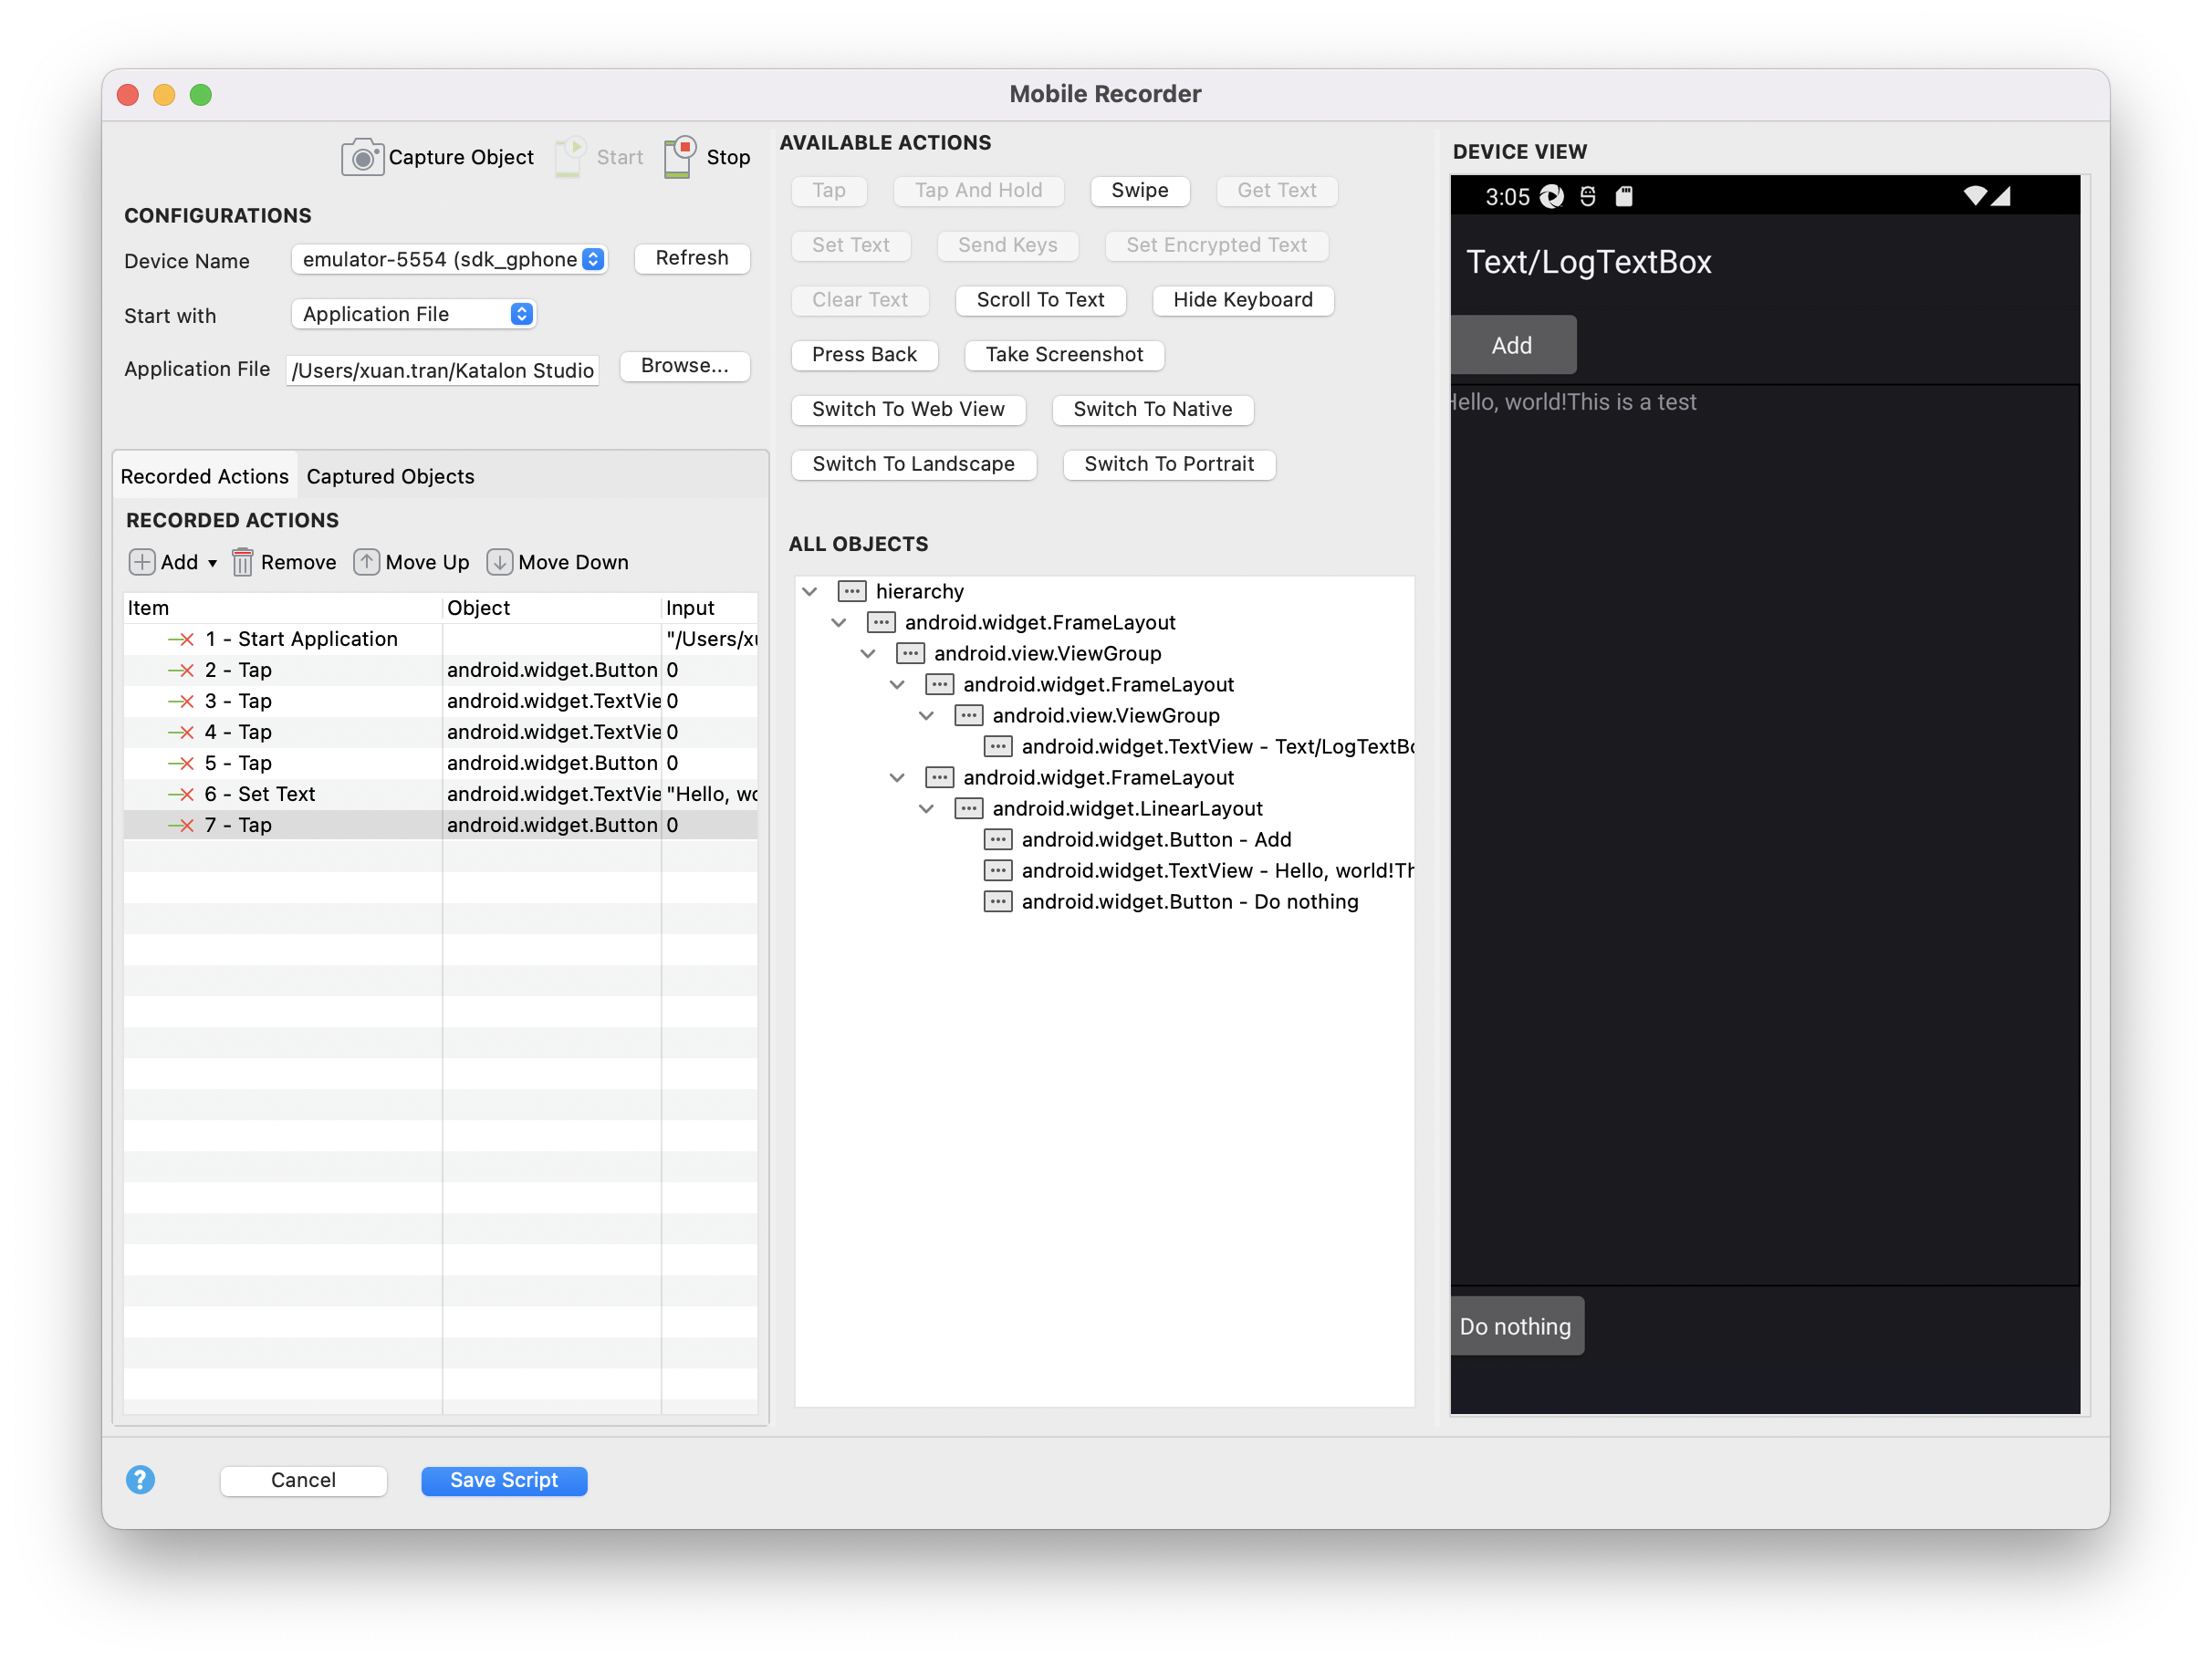 Mobile Recorder
Capture Object
Start
Stop
CONFIGURATIONS
Device Name
emulator-5554 (sdk_gphone
Refresh
Start with
Application File
Application File
/Users/xuan.tran/Katalon Studio
Browse...
Recorded Actions
Captured Objects
RECORDED ACTIONS
Add
Remove
Move Up
Move Down
Item Object Input
1 - Start Application "/Users/xu
2 - Tap android.widget.Button 0
3 - Tap android.widget.TextVie 0
4 - Tap android.widget.TextVie 0
5 - Tap android.widget.Button 0
6 - Set Text android.widget.TextVie "Hello, wo
7 - Tap android.widget.Button 0
Cancel
Save Script
AVAILABLE ACTIONS
Tap
Tap And Hold
Swipe
Get Text
Set Text
Send Keys
Set Encrypted Text
Clear Text
Scroll To Text
Hide Keyboard
Press Back
Take Screenshot
Switch To Web View
Switch To Native
Switch To Landscape
Switch To Portrait
ALL OBJECTS
hierarchy
android.widget.FrameLayout
android.view.ViewGroup
android.widget.FrameLayout
android.view.ViewGroup
android.widget.TextView - Text/LogTextBo
android.widget.FrameLayout
android.widget.LinearLayout
android.widget.Button - Add
android.widget.TextView - Hello, world!Th
android.widget.Button - Do nothing
DEVICE VIEW
3:05
Text/LogTextBox
Add
Hello, world!This is a test
Do nothing